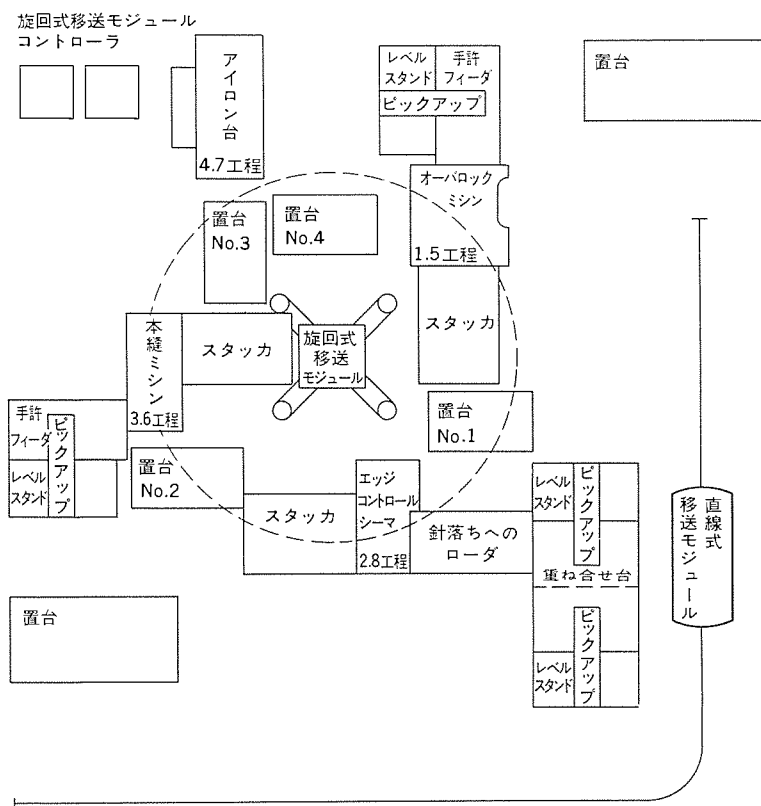 旋回式移送モジュール
コントローラ
アイロン台
4.7工程
レベル
スタンド
手許
フィーダ
ピックアップ
置台
オーバロック
ミシン
1.5工程
置台
No.3
置台
No.4
スタッカ
本縫ミシン
3.6工程
スタッカ
旋回式
移送
モジュール
置台
No.1
手許
フィーダ
ピックアップ
レベル
スタンド
置台
No.2
スタッカ
エッジ
コントロール
シーマ
2.8工程
針落ちへの
ローダ
レベル
スタンド
ピックアップ
重ね合せ台
ピックアップ
レベル
スタンド
直線式
移送モジュール
置台